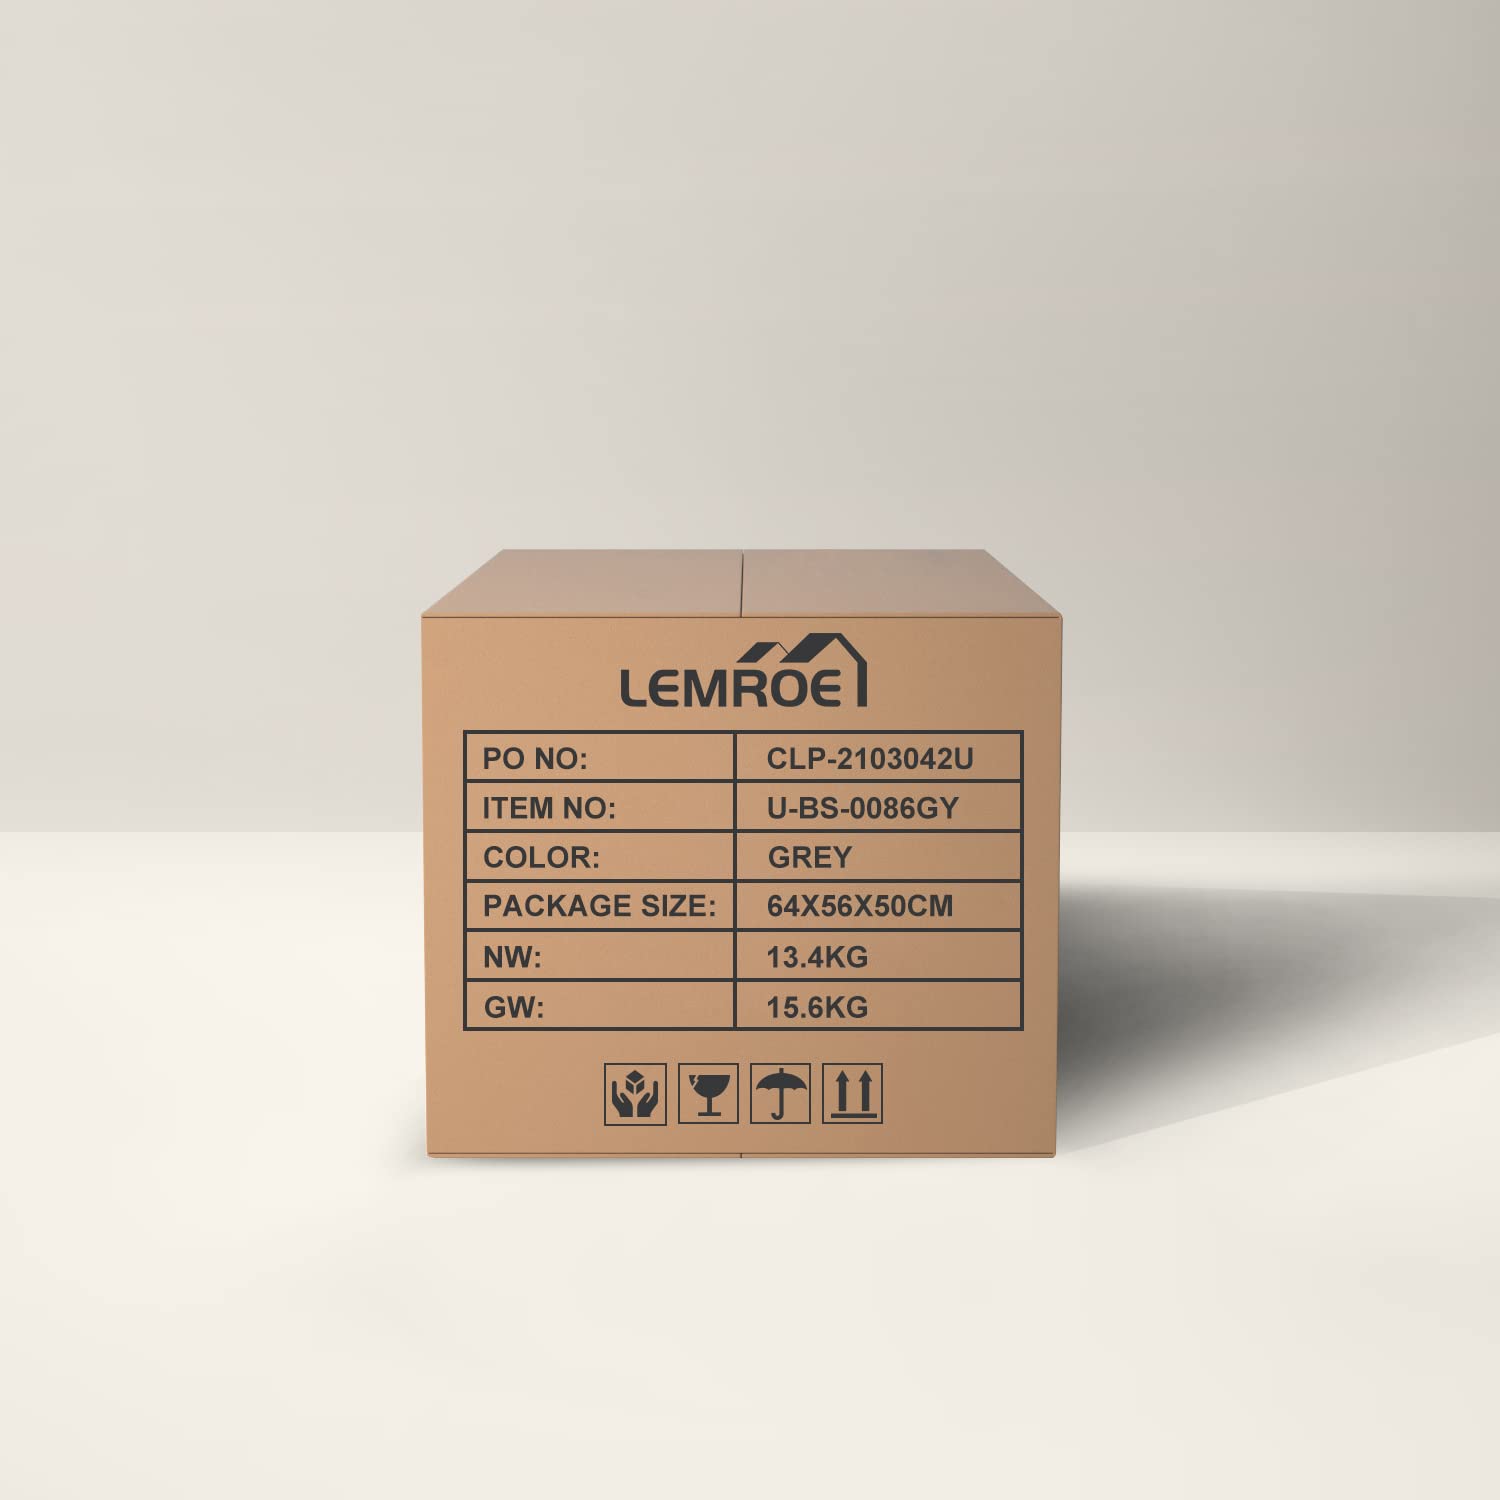 LEMROE
PO NO: CLP-2103042U
ITEM NO: U-BS-0086GY
COLOR: GREY
PACKAGE SIZE: 64X56X50CM
NW: 13.4KG
GW: 15.6KG